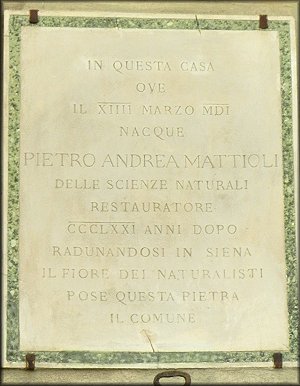 IN QUESTA CASA
OVE
IL XIIII MARZO MDI
NACQUE
PIETRO ANDREA MATTIOLI
DELLE SCIENZE NATURALI
RESTAURATORE
CCCLXXI ANNI DOPO
RADUNANDOSI IN SIENA
IL FIORE DEI NATURALISTI
POSE QUESTA PIETRA
IL COMUNE